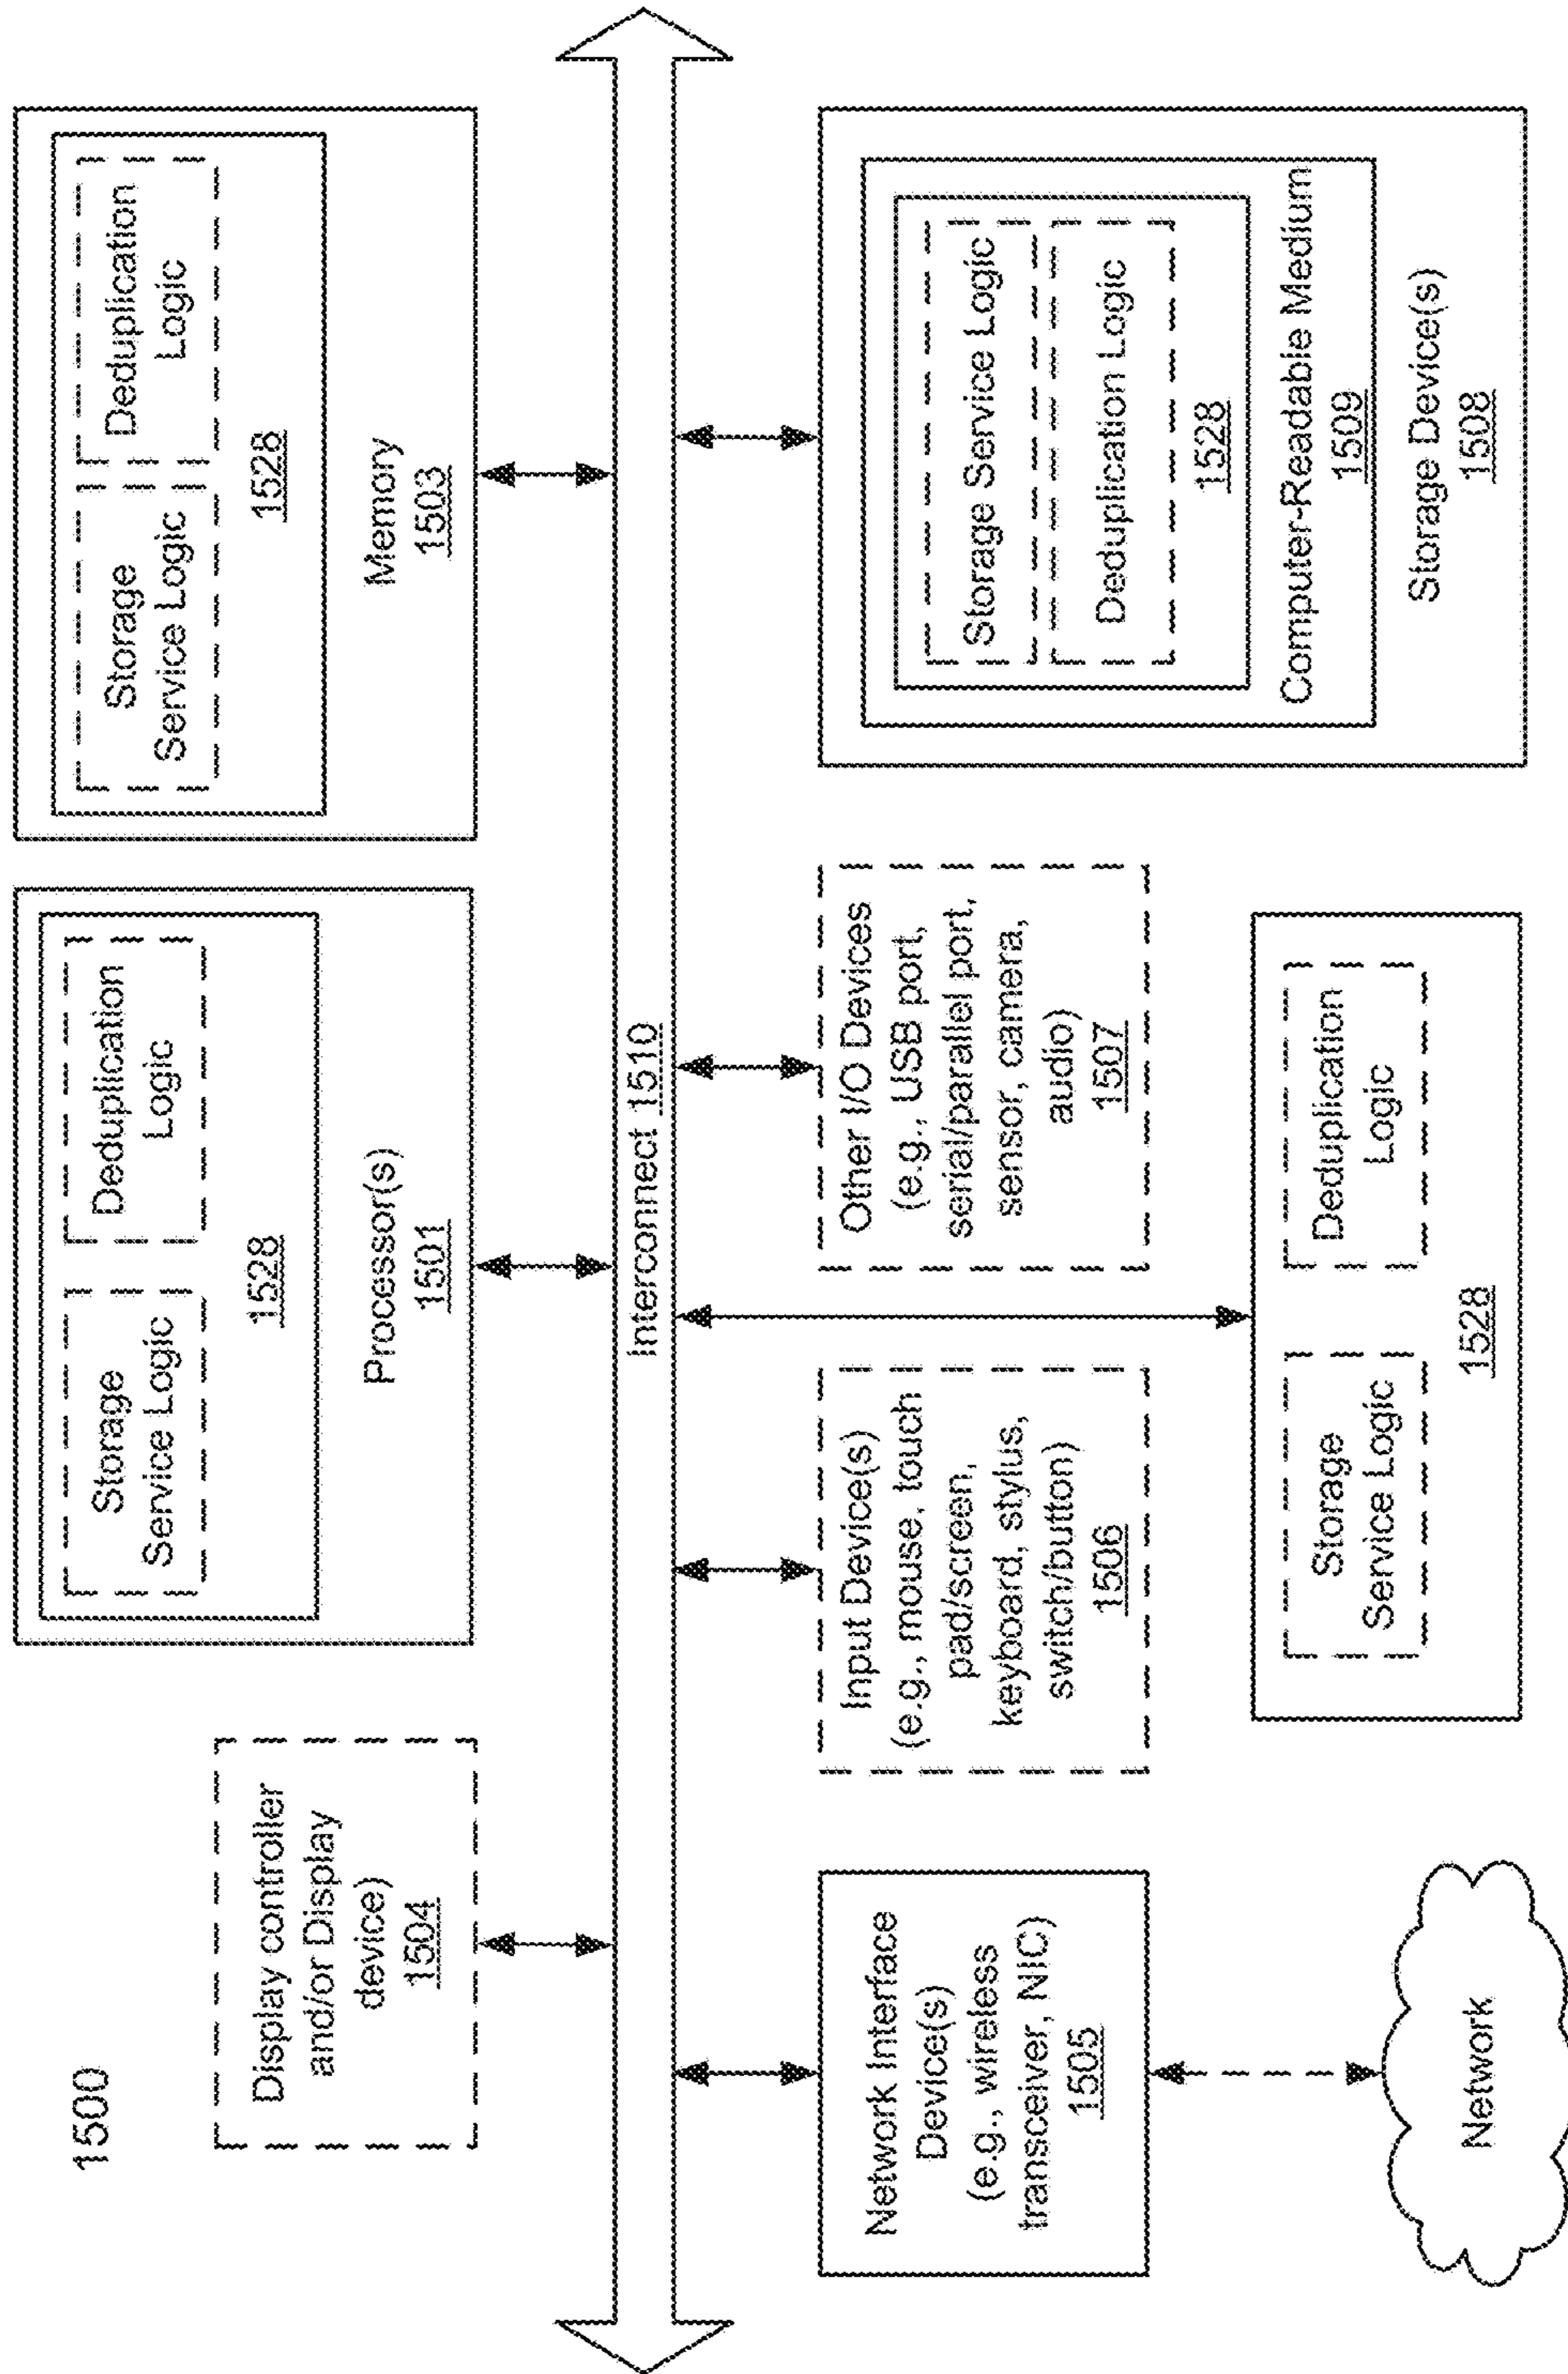 1500
Display controller
and/or Display
device)
1504
Storage
Service Logic
Deduplication
Logic
1528
Processor(s)
1501
Storage
Service Logic
Deduplication
Logic
1528
Memory
1503
Interconnect 1510
Network Interface
Device(s)
(e.g., wireless
transceiver, NIC)
1505
Input Device(s)
(e.g., mouse, touch
pad/screen,
keyboard, stylus,
switch/button)
1506
Other I/O Devices
(e.g., USB port,
serial/parallel port,
sensor, camera,
audio)
1507
Storage Service Logic
Deduplication Logic
1528
Computer-Readable Medium
1509
Storage Device(s)
1508
Network
Storage
Service Logic
Deduplication
Logic
1528